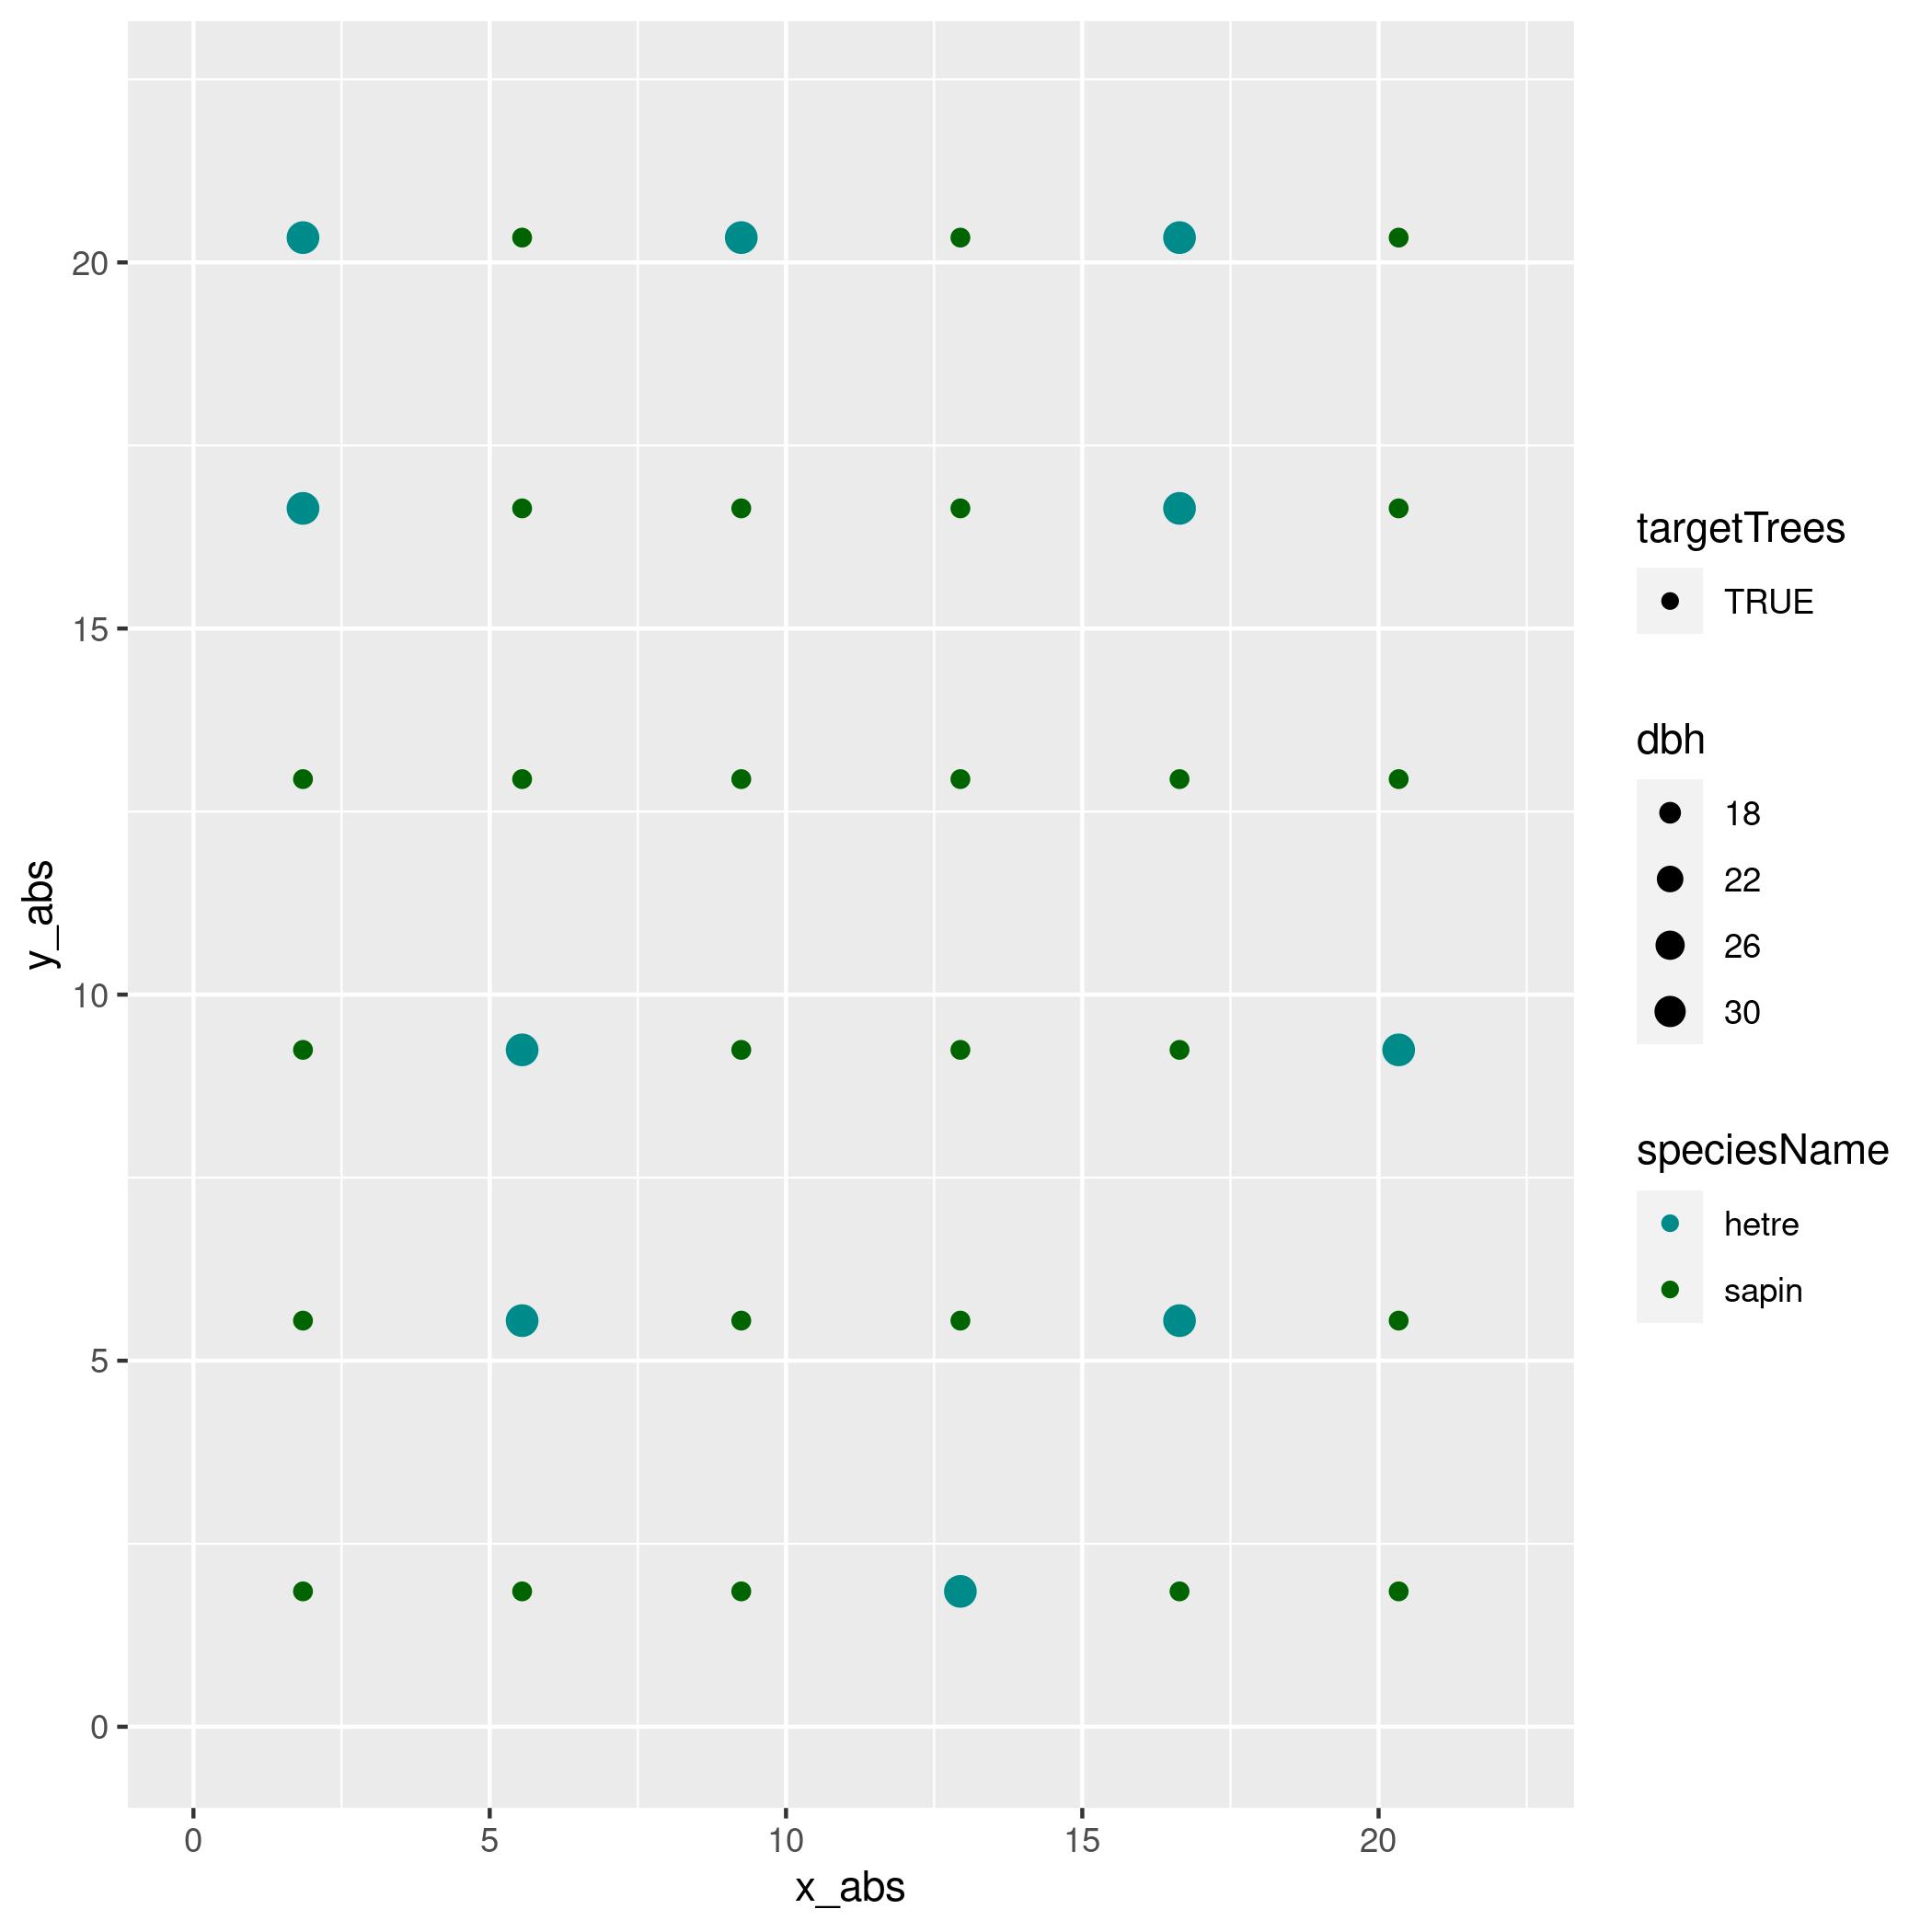 20
15
10
5
0
y_abs
0 5 10 15 20
x_abs
targetTrees
TRUE
dbh
18
22
26
30
speciesName
hetre
sapin